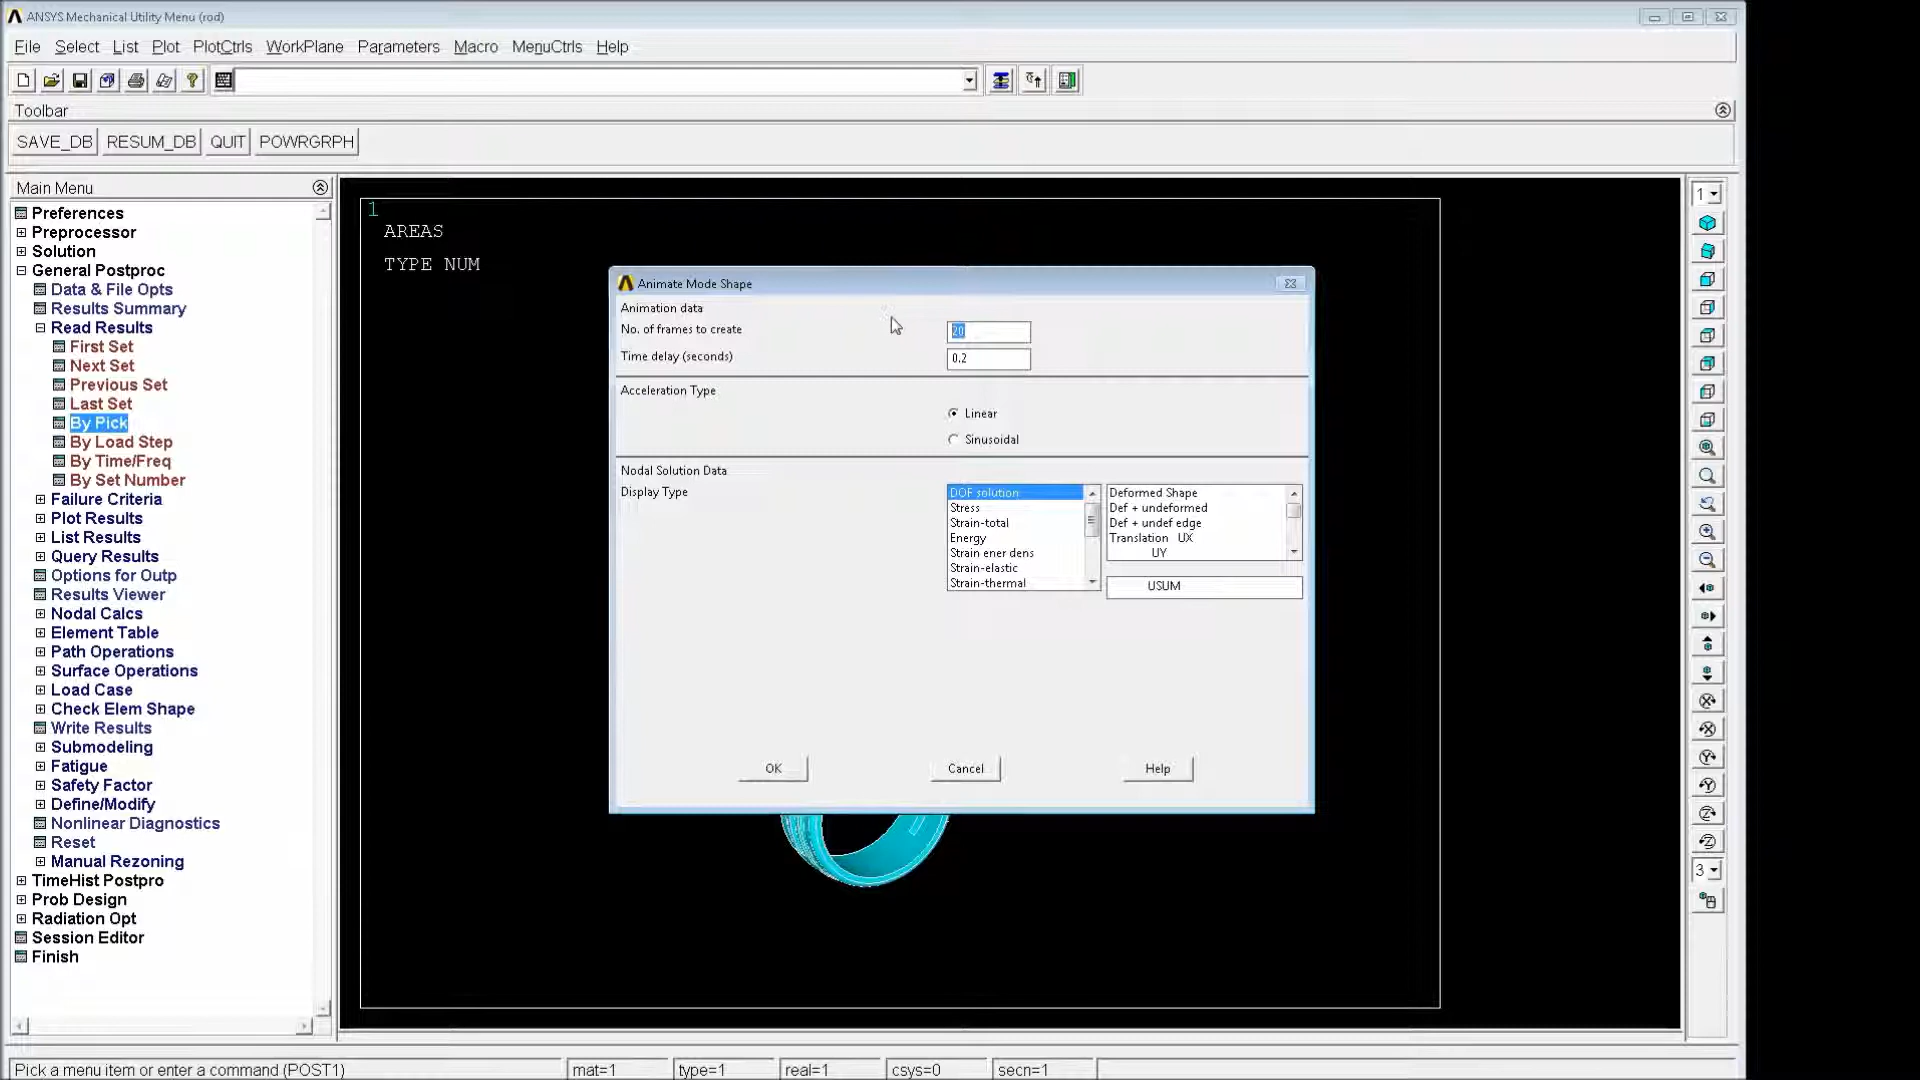 ANSYS Mechanical Utility Menu (rod)
File Select List Plot PlotCtrls WorkPlane Parameters Macro MenuCtrls Help
Toolbar
SAVE_DB RESUM_DB QUIT POWRGRPH
Main Menu
Preferences
Preprocessor
Solution
General Postproc
Data & File Opts
Results Summary
Read Results
First Set
Next Set
Previous Set
Last Set
By Pick
By Load Step
By Time/Freq
By Set Number
Failure Criteria
Plot Results
List Results
Query Results
Options for Outp
Results Viewer
Nodal Calcs
Element Table
Path Operations
Surface Operations
Load Case
Check Elem Shape
Write Results
Submodeling
Fatigue
Safety Factor
Define/Modify
Nonlinear Diagnostics
Reset
Manual Rezoning
TimeHist Postpro
Prob Design
Radiation Opt
Session Editor
Finish
1
AREAS
TYPE NUM
Animate Mode Shape
Animation data
No. of frames to create 20
Time delay (seconds) 0.2
Acceleration Type
Linear
Sinusoidal
Nodal Solution Data
Display Type
DOF solution
Stress
Strain-total
Energy
Strain ener dens
Strain-elastic
Strain-thermal
Deformed Shape
Def + undeformed
Def + undef edge
Translation UX
UY
USUM
OK Cancel Help
1
3
Pick a menu item or enter a command (POST1) mat=1 type=1 real=1 csys=0 secn=1